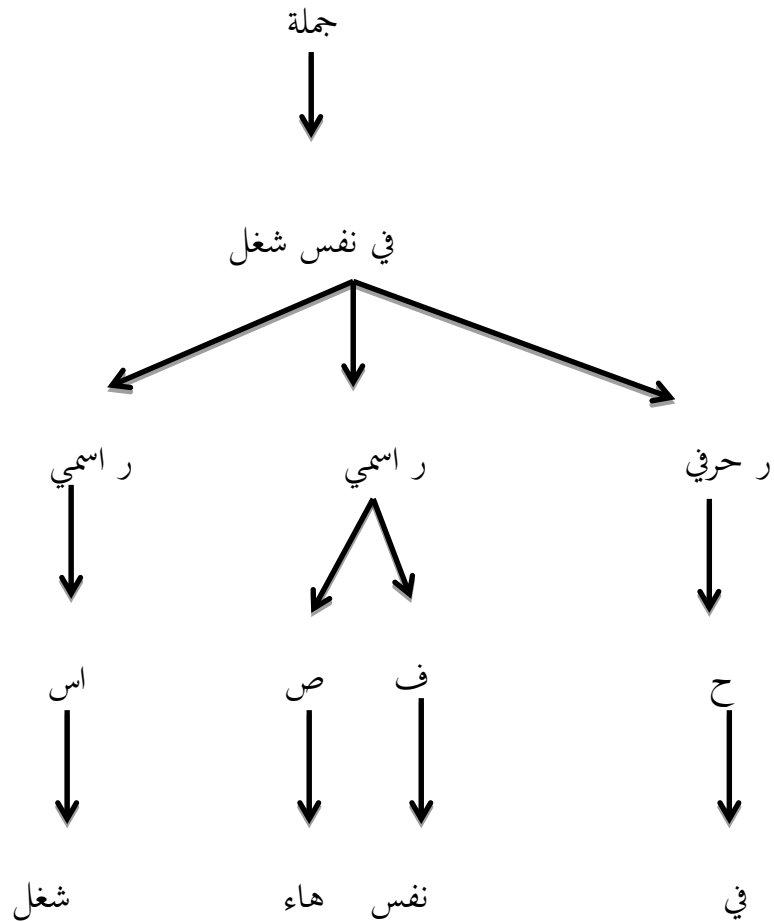 جملة
في نفس شغل
ر حرفي ر اسمي ر اسمي
ح ف ص اس
في نفس هاء شغل